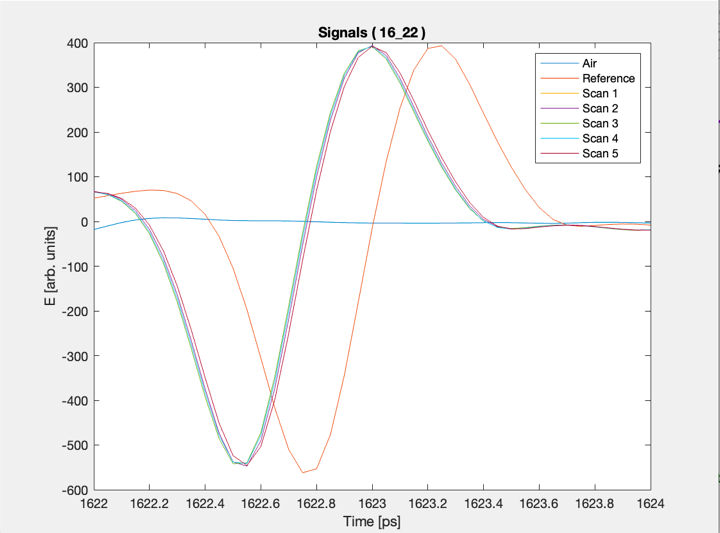 Signals ( 16_22 )
400
300
200
100
0
-100
-200
-300
-400
-500
-600
E [arb. units]
Air
Reference
Scan 1
Scan 2
Scan 3
Scan 4
Scan 5
1622 1622.2 1622.4 1622.6 1622.8 1623 1623.2 1623.4 1623.6 1623.8 1624
Time [ps]